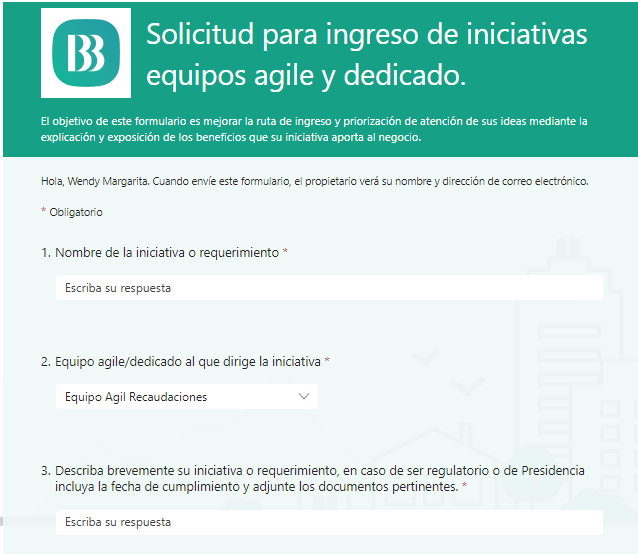 BB
Solicitud para ingreso de iniciativas
equipos agile y dedicado.
El objetivo de este formulario es mejorar la ruta de ingreso y priorización de atención de sus ideas mediante la
explicación y exposición de los beneficios que su iniciativa aporta al negocio.
Hola, Wendy Margarita. Cuando envíe este formulario, el propietario verá su nombre y dirección de correo electrónico.
* Obligatorio
1. Nombre de la iniciativa o requerimiento *
Escriba su respuesta
2. Equipo agile/dedicado al que dirige la iniciativa *
Equipo Agil Recaudaciones
3. Describa brevemente su iniciativa o requerimiento, en caso de ser regulatorio o de Presidencia
incluya la fecha de cumplimiento y adjunte los documentos pertinentes. *
Escriba su respuesta